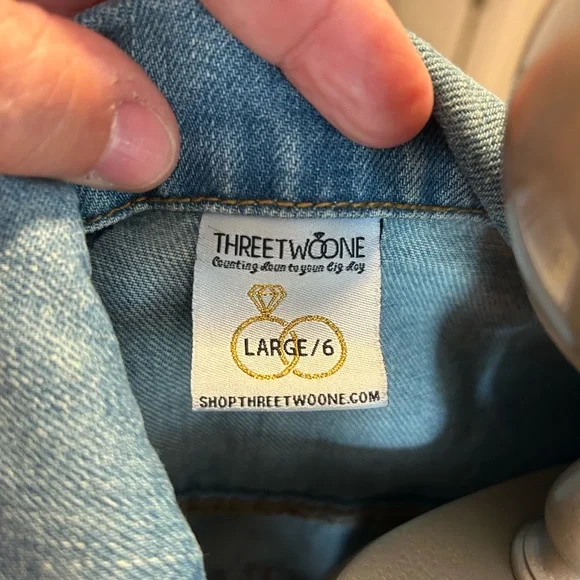 THREETWOONE
Counting down to your big day
LARGE/6
SHOPTHREETWOONE.COM